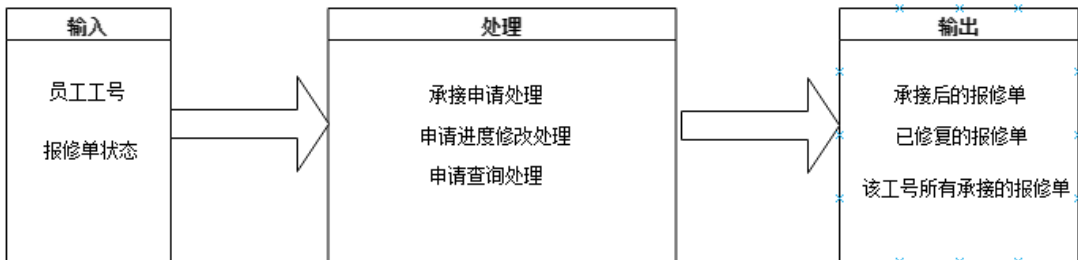 输入
员工工号
报修单状态
处理
承接申请处理
申请进度修改处理
申请查询处理
输出
承接后的报修单
已修复的报修单
该工号所有承接的报修单